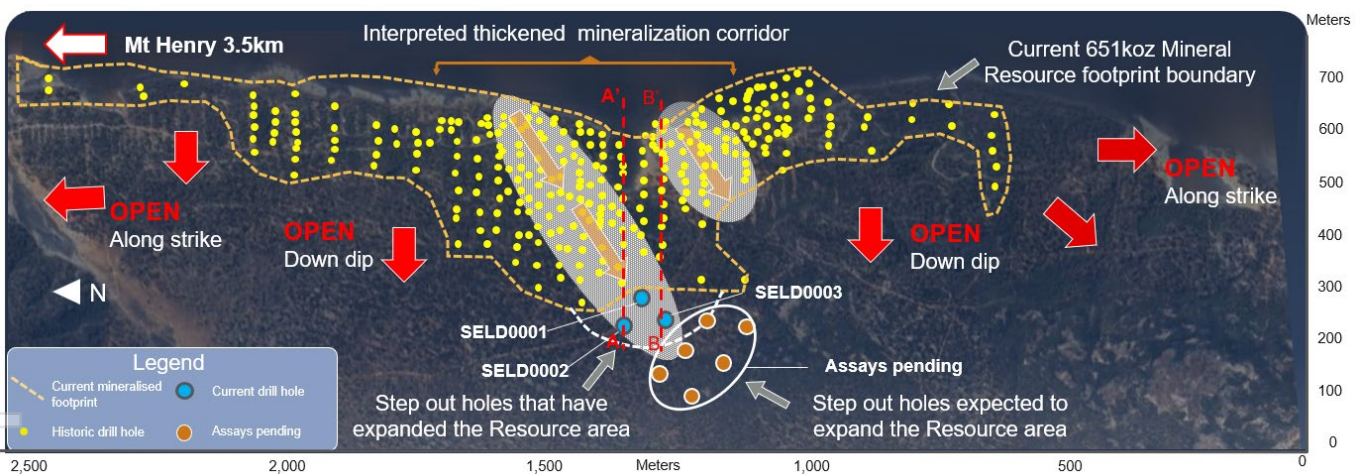 Meters
Mt Henry 3.5km
Interpreted thickened mineralization corridor
Current 651koz Mineral
Resource footprint boundary
A'
B'
700
600
500
400
300
200
100
0
OPEN
Along strike
OPEN
Down dip
OPEN
Down dip
OPEN
Along strike
N
SELD0003
SELD0001
SELD0002
A
B
Assays pending
Step out holes that have
expanded the Resource area
Step out holes expected to
expand the Resource area
Legend
Current mineralised
footprint
Current drill hole
Historic drill hole
Assays pending
2,500
2,000
1,500
Meters
1,000
500
0